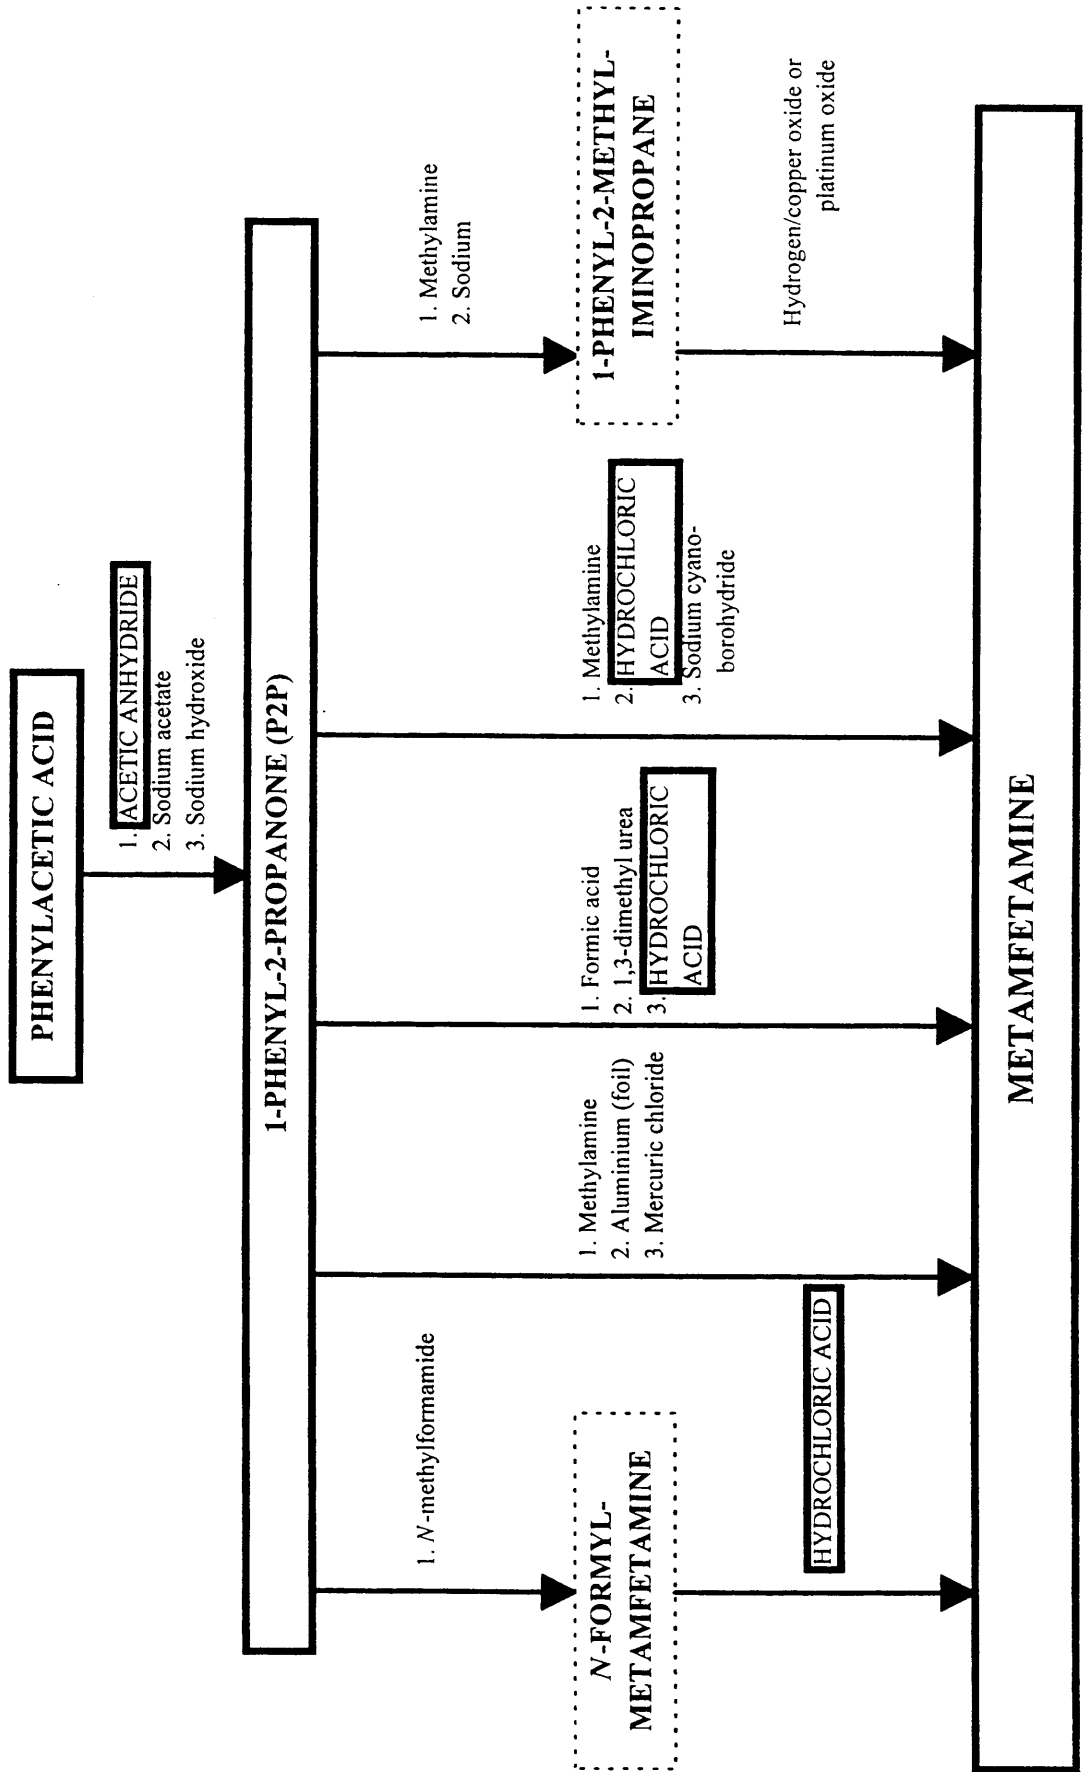 PHENYLACETIC ACID
1. ACETIC ANHYDRIDE
2. Sodium acetate
3. Sodium hydroxide
1-PHENYL-2-PROPANONE (P2P)
1. N-methylformamide
N-FORMYL-
METAMFETAMINE
HYDROCHLORIC ACID
1. Methylamine
2. Aluminium (foil)
3. Mercuric chloride
1. Formic acid
2. 1,3-dimethyl urea
3. HYDROCHLORIC
ACID
1. Methylamine
2. HYDROCHLORIC
ACID
3. Sodium cyano-
borohydride
1. Methylamine
2. Sodium
1-PHENYL-2-METHYL-
IMINOPROPANE
Hydrogen/copper oxide or
platinum oxide
METAMFETAMINE